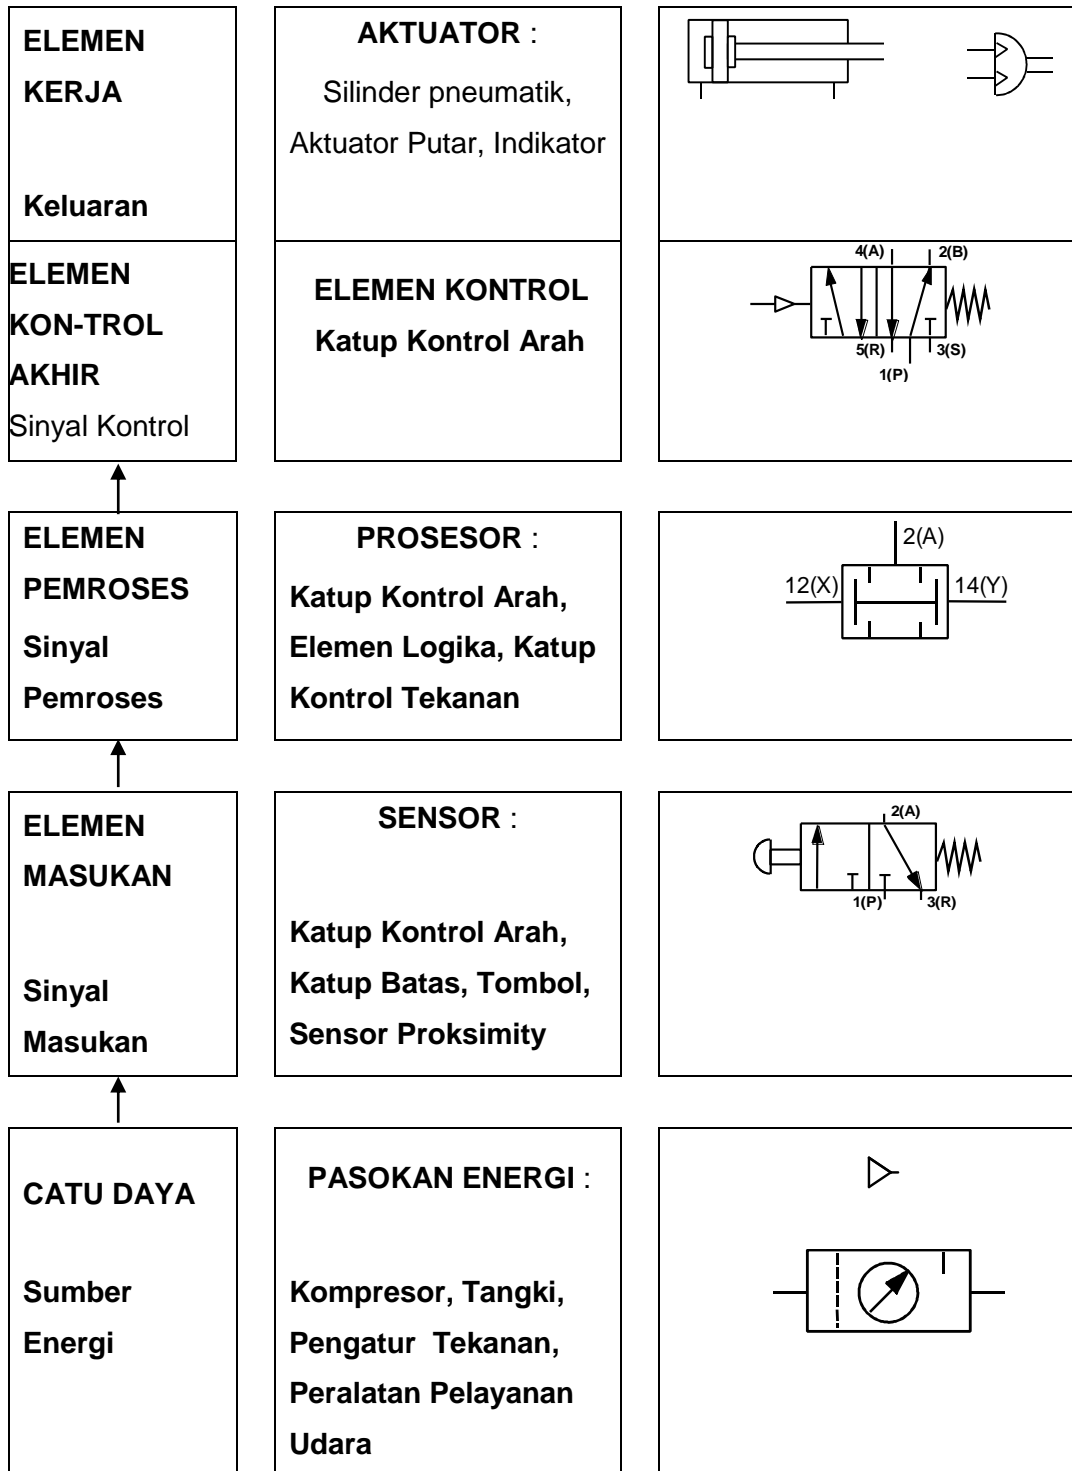 ELEMEN
KERJA
Keluaran
AKTUATOR :
Silinder pneumatik,
Aktuator Putar, Indikator
ELEMEN
KON-TROL
AKHIR
Sinyal Kontrol
ELEMEN KONTROL
Katup Kontrol Arah
4(A) 2(B)
5(R) 3(S)
1(P)
ELEMEN
PEMROSES
Sinyal
Pemroses
PROSESOR :
Katup Kontrol Arah,
Elemen Logika, Katup
Kontrol Tekanan
2(A)
12(X) 14(Y)
ELEMEN
MASUKAN
Sinyal
Masukan
SENSOR :
Katup Kontrol Arah,
Katup Batas, Tombol,
Sensor Proksimity
2(A)
1(P) 3(R)
CATU DAYA
Sumber
Energi
PASOKAN ENERGI :
Kompresor, Tangki,
Pengatur Tekanan,
Peralatan Pelayanan
Udara